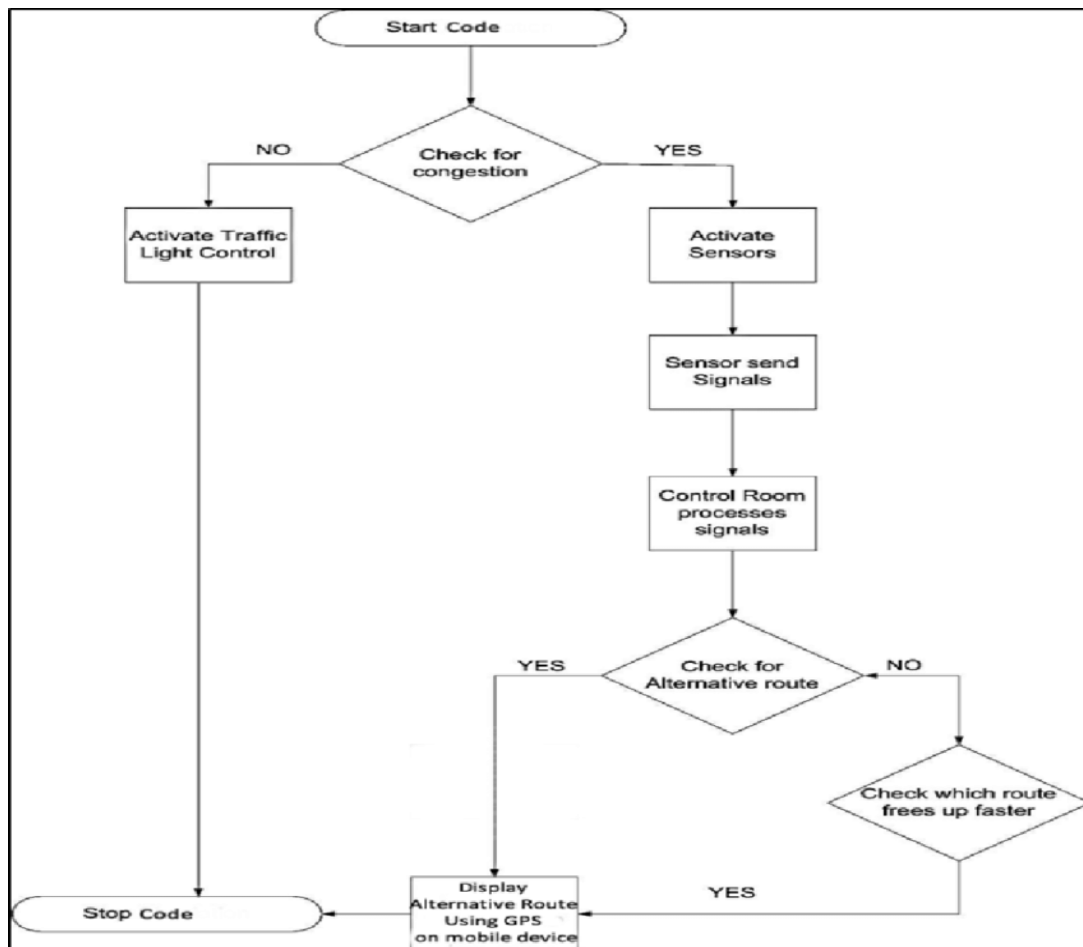 Start Code
NO
Check for
congestion
YES
Activate Traffic
Light Control
Activate
Sensors
Sensor send
Signals
Control Room
processes
signals
YES
Check for
Alternative route
NO
Check which route
frees up faster
YES
Display
Alternative Route
Using GPS
on mobile device
Stop Code